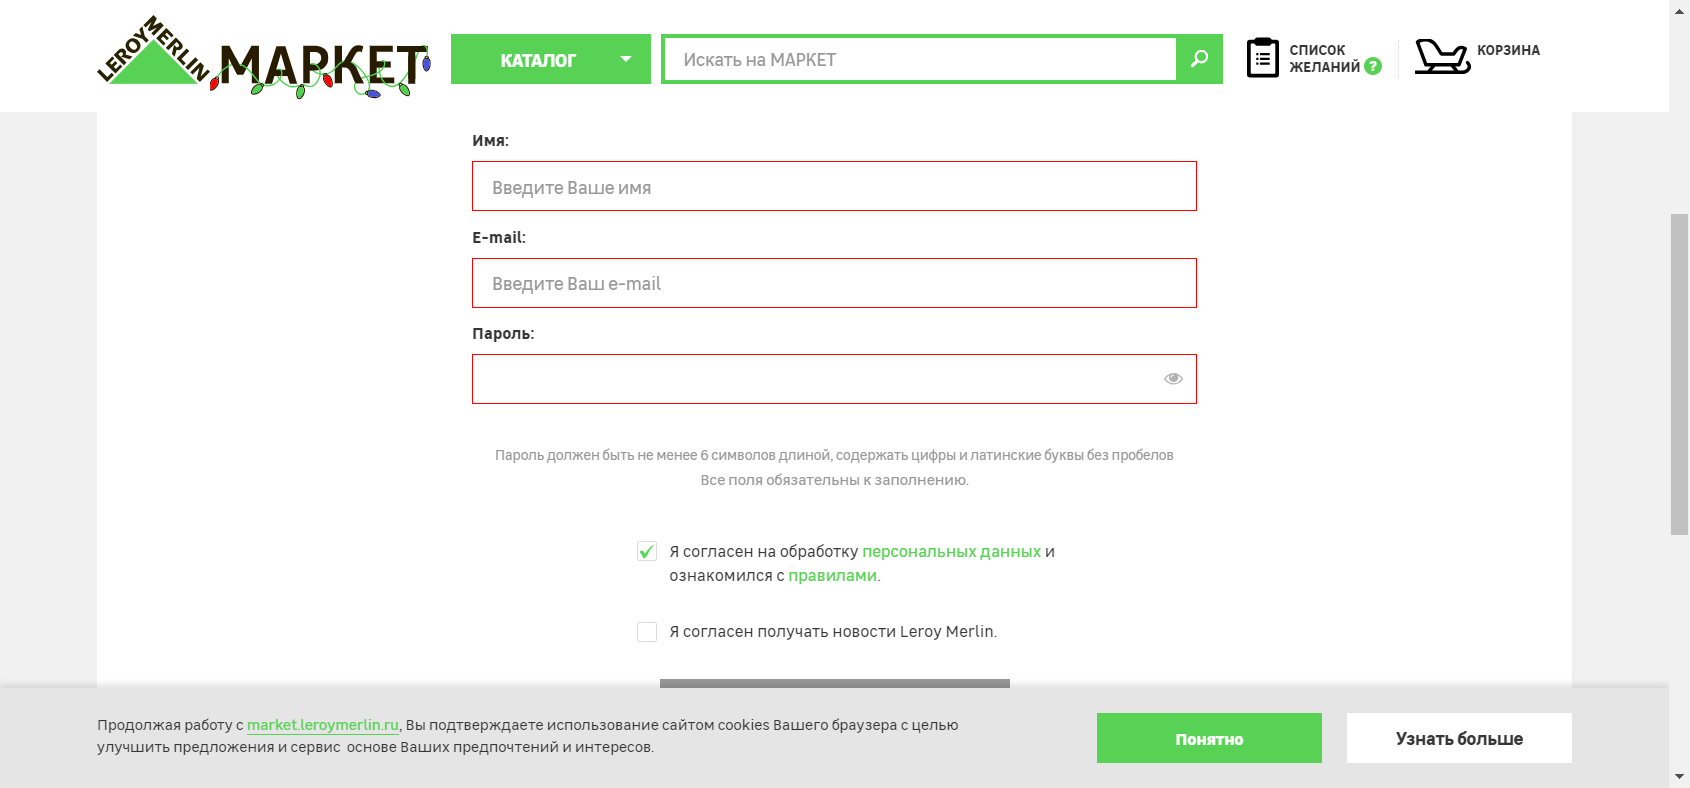 LEROY MERLIN МАРКЕТ
КАТАЛОГ
Искать на МАРКЕТ
СПИСОК
ЖЕЛАНИЙ ?
КОРЗИНА
Имя:
Введите Ваше имя
E-mail:
Введите Ваш e-mail
Пароль:
Пароль должен быть не менее 6 символов длиной, содержать цифры и латинские буквы без пробелов
Все поля обязательны к заполнению.
Я согласен на обработку персональных данных и
ознакомился с правилами.
Я согласен получать новости Leroy Merlin.
Продолжая работу с market.leroymerlin.ru, Вы подтверждаете использование сайтом cookies Вашего браузера с целью
улучшить предложения и сервис основе Ваших предпочтений и интересов.
Понятно
Узнать больше